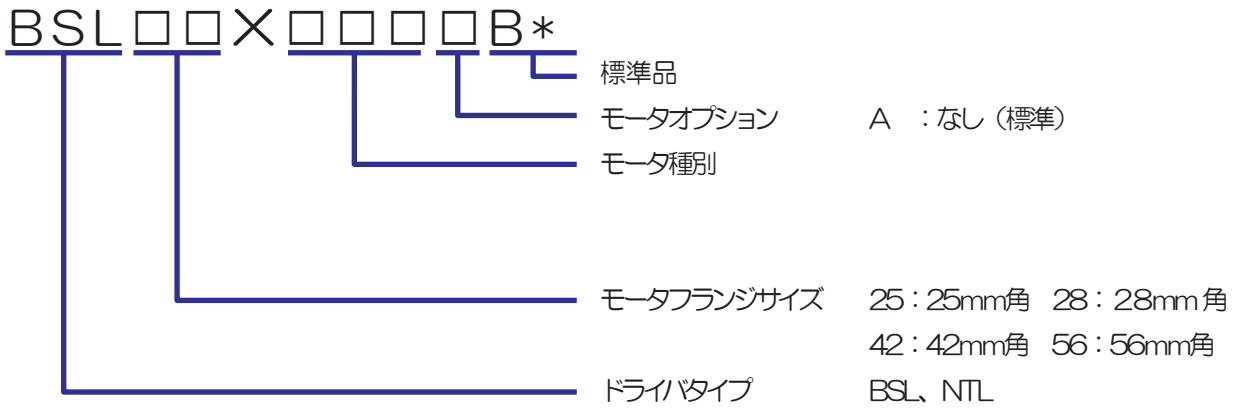 BSL□□×□□□□B*
標準品
モータオプション A :なし (標準)
モータ種別
モータフランジサイズ 25:25mm角 28:28mm角
42:42mm角 56:56mm角
ドライバタイプ BSL、NTL